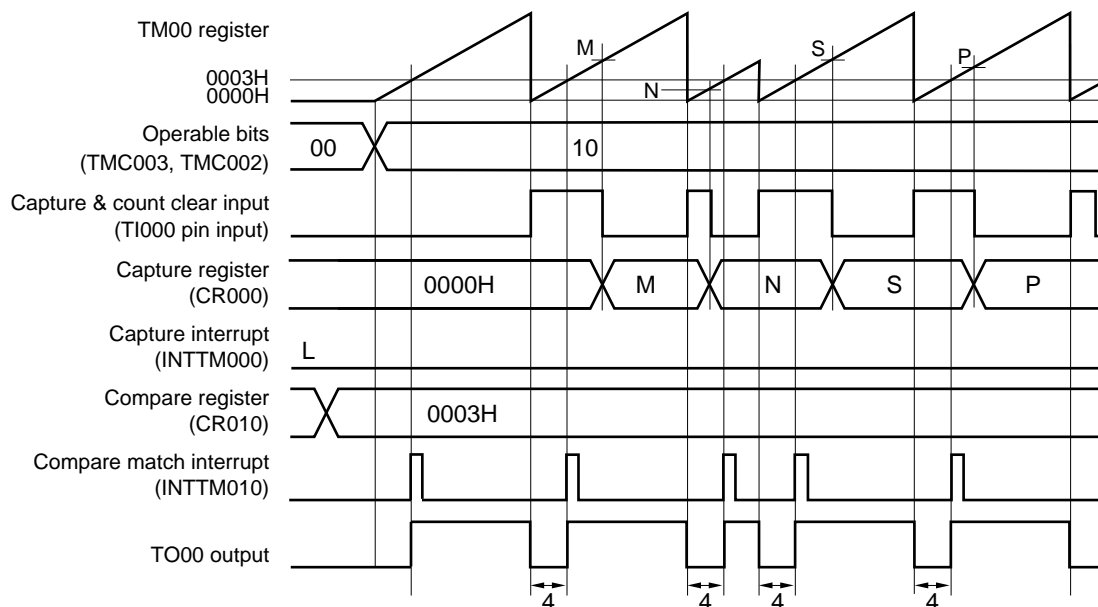 TM00 register
M
S
P
N
0003H
0000H
Operable bits
(TMC003, TMC002)
00
10
Capture & count clear input
(TI000 pin input)
Capture register
(CR000)
0000H
M
N
S
P
Capture interrupt
(INTTM000)
L
Compare register
(CR010)
0003H
Compare match interrupt
(INTTM010)
TO00 output
4
4
4
4